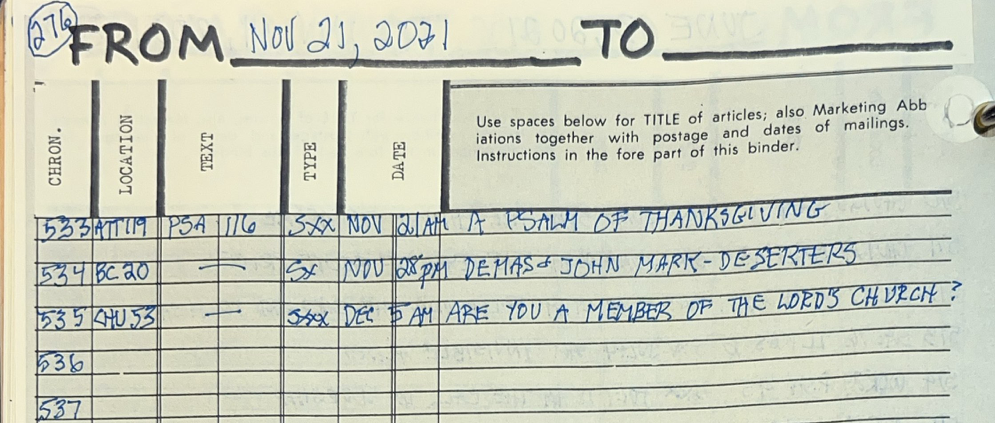 276 FROM NOV 21, 2021 TO
CHRON. LOCATION TEXT TYPE DATE
Use spaces below for TITLE of articles; also Marketing Abb
iations together with postage and dates of mailings.
Instructions in the fore part of this binder.
533 ATT 119 PSA 116 Sxx NOV 21 AM A PSALM OF THANKSGIVING
534 BC 20 — Sx NOV 28 PM DEMAS & JOHN MARK - DESERTERS
535 CHU 53 — Sxx DEC 5 AM ARE YOU A MEMBER OF THE LORD'S CHURCH?
536
537